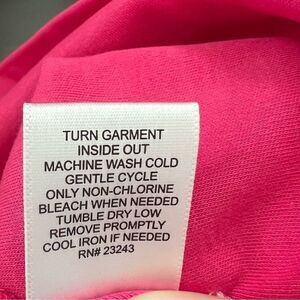 TURN GARMENT
INSIDE OUT
MACHINE WASH COLD
GENTLE CYCLE
ONLY NON-CHLORINE
BLEACH WHEN NEEDED
TUMBLE DRY LOW
REMOVE PROMPTLY
COOL IRON IF NEEDED
RN# 23243